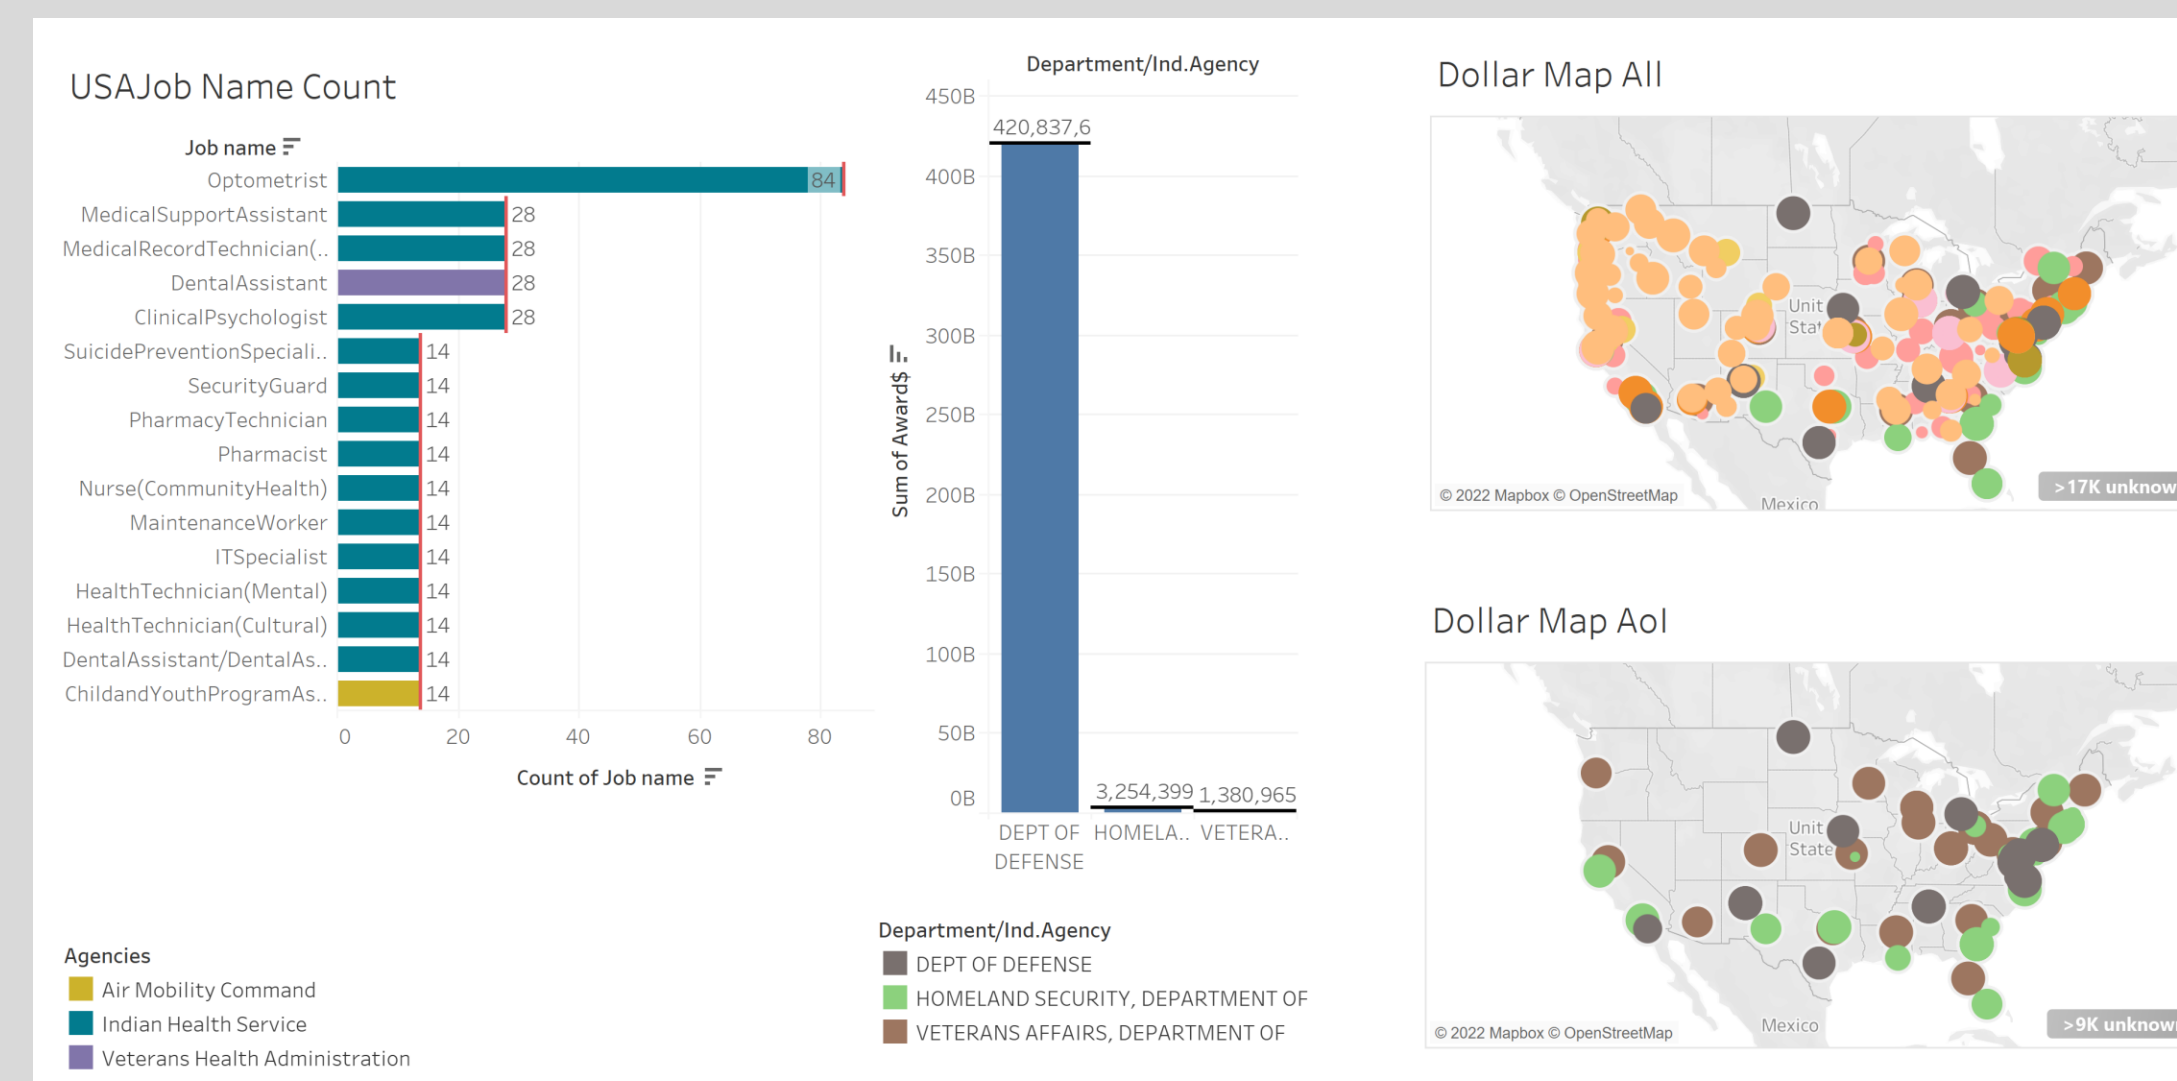 USAJob Name Count
Job name
Optometrist
84
MedicalSupportAssistant
28
MedicalRecordTechnician(..
28
DentalAssistant
28
ClinicalPsychologist
28
SuicidePreventionSpeciali..
14
SecurityGuard
14
PharmacyTechnician
14
Pharmacist
14
Nurse(CommunityHealth)
14
MaintenanceWorker
14
ITSpecialist
14
HealthTechnician(Mental)
14
HealthTechnician(Cultural)
14
DentalAssistant/DentalAs..
14
ChildandYouthProgramAs..
14
0 20 40 60 80
Count of Job name
Agencies
Air Mobility Command
Indian Health Service
Veterans Health Administration
Department/Ind.Agency
Sum of Award$
450B
400B
350B
300B
250B
200B
150B
100B
50B
0B
420,837,6
3,254,399
1,380,965
DEPT OF
DEFENSE
HOMELA..
VETERA..
Department/Ind.Agency
DEPT OF DEFENSE
HOMELAND SECURITY, DEPARTMENT OF
VETERANS AFFAIRS, DEPARTMENT OF
Dollar Map All
Unit
Stat
Mexico
© 2022 Mapbox © OpenStreetMap
>17K unknow
Dollar Map AoI
Unit
State
Mexico
© 2022 Mapbox © OpenStreetMap
>9K unknow